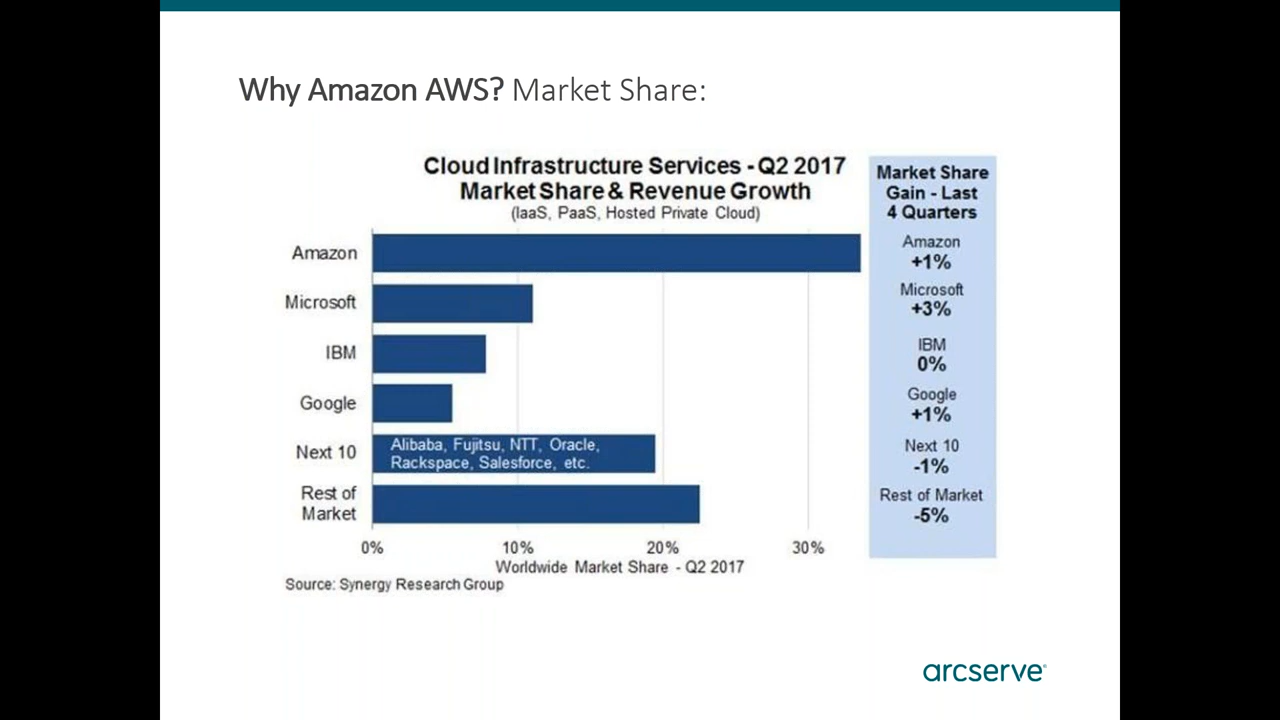 Why Amazon AWS? Market Share:
Cloud Infrastructure Services - Q2 2017
Market Share & Revenue Growth
(IaaS, PaaS, Hosted Private Cloud)
Amazon
Microsoft
IBM
Google
Next 10
Alibaba, Fujitsu, NTT, Oracle,
Rackspace, Salesforce, etc.
Rest of
Market
0%
10%
20%
30%
Worldwide Market Share - Q2 2017
Source: Synergy Research Group
Market Share
Gain - Last
4 Quarters
Amazon
+1%
Microsoft
+3%
IBM
0%
Google
+1%
Next 10
-1%
Rest of Market
-5%
arcserve